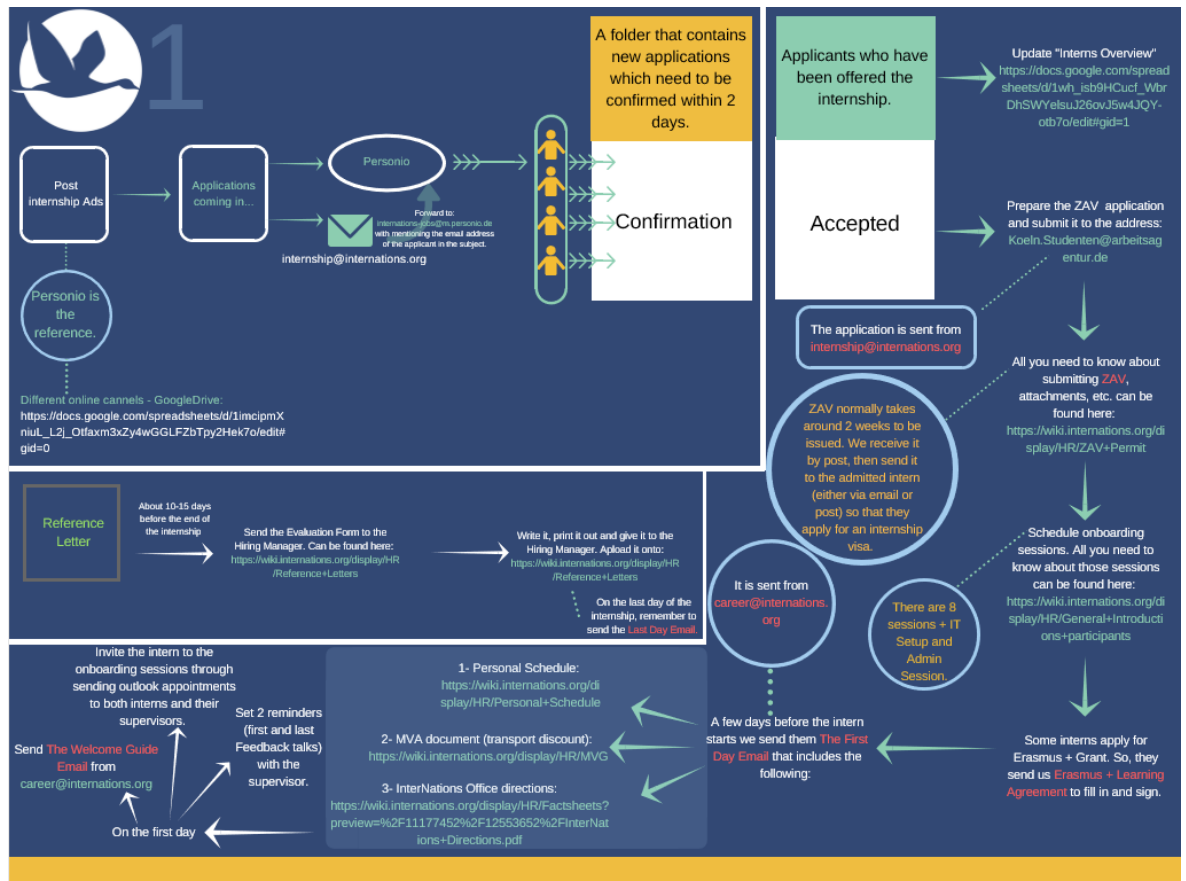 1
Post
internship Ads
Applications
coming in...
Personio
Forward to:
internations-jobs@m.personio.de
with mentioning the email address
of the applicant in the subject.
internship@internations.org
Personio is
the
reference.
Different online cannels - GoogleDrive:
https://docs.google.com/spreadsheets/d/1imcipmX
niuL_L2j_Otfaxm3xZy4wGGLFZbTpy2Hek7o/edit#
gid=0
A folder that contains
new applications
which need to be
confirmed within 2
days.
Confirmation
Applicants who have
been offered the
internship.
Accepted
Update "Interns Overview"
https://docs.google.com/spread
sheets/d/1wh_isb9HCucf_Wbr
DhSWYelsuJ26ovJ5w4JQY-
otb7o/edit#gid=1
Prepare the ZAV application
and submit it to the address:
Koeln.Studenten@arbeitsag
entur.de
The application is sent from
internship@internations.org
All you need to know about
submitting ZAV,
attachments, etc. can be
found here:
https://wiki.internations.org/di
splay/HR/ZAV+Permit
ZAV normally takes
around 2 weeks to be
issued. We receive it
by post, then send it
to the admitted intern
(either via email or
post) so that they
apply for an internship
visa.
Schedule onboarding
sessions. All you need to
know about those sessions
can be found here:
https://wiki.internations.org/di
splay/HR/General+Introducti
ons+participants
There are 8
sessions + IT
Setup and
Admin
Session.
Some interns apply for
Erasmus + Grant. So, they
send us Erasmus + Learning
Agreement to fill in and sign.
It is sent from
career@internations.
org
A few days before the intern
starts we send them The First
Day Email that includes the
following:
1- Personal Schedule:
https://wiki.internations.org/di
splay/HR/Personal+Schedule
2- MVA document (transport discount):
https://wiki.internations.org/display/HR/MVG
3- InterNations Office directions:
https://wiki.internations.org/display/HR/Factsheets?
preview=%2F11177452%2F12553652%2FInterNat
ions+Directions.pdf
On the first day
Send The Welcome Guide
Email from
career@internations.org
Invite the intern to the
onboarding sessions through
sending outlook appointments
to both interns and their
supervisors.
Set 2 reminders
(first and last
Feedback talks)
with the
supervisor.
Reference
Letter
About 10-15 days
before the end of
the internship
Send the Evaluation Form to the
Hiring Manager. Can be found here:
https://wiki.internations.org/display/HR
/Reference+Letters
Write it, print it out and give it to the
Hiring Manager. Apload it onto:
https://wiki.internations.org/display/HR
/Reference+Letters
On the last day of the
internship, remember to
send the Last Day Email.